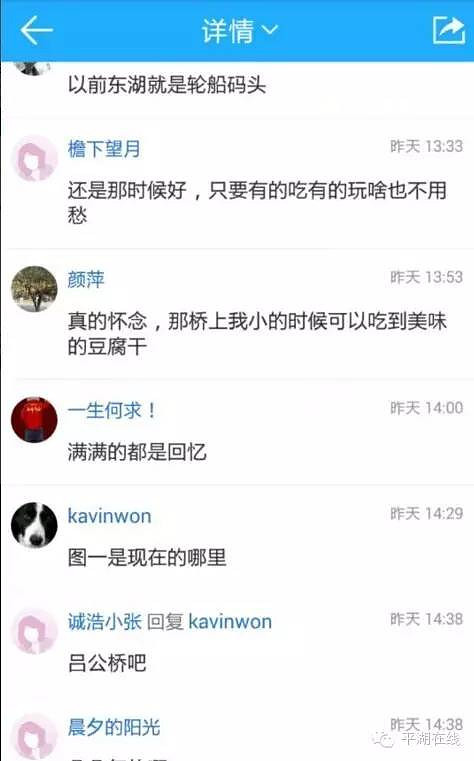 详情
以前东湖就是轮船码头
檐下望月
昨天 13:33
还是那时候好，只要有的吃有的玩啥也不用
愁
颜萍
昨天 13:53
真的怀念，那桥上我小的时候可以吃到美味
的豆腐干
一生何求！
昨天 14:00
满满的都是回忆
kavinwon
昨天 14:29
图一是现在的哪里
诚浩小张 回复 kavinwon
昨天 14:38
吕公桥吧
晨夕的阳光
昨天 14:38
平湖在线